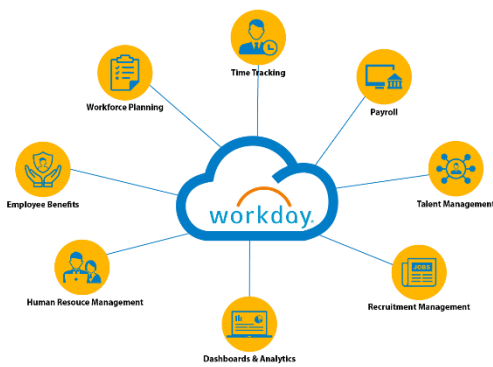 Time Tracking
Workforce Planning
Payroll
Employee Benefits
Talent Management
workday.
Human Resouce Management
Recruitment Management
JOBS
Dashboards & Analytics